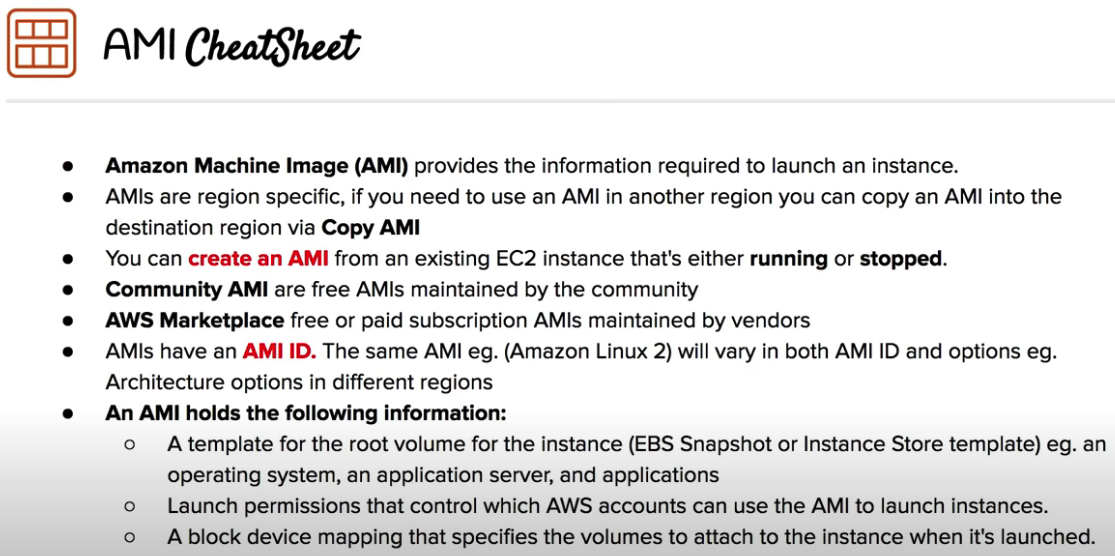 AMI CheatSheet
● Amazon Machine Image (AMI) provides the information required to launch an instance.
● AMIs are region specific, if you need to use an AMI in another region you can copy an AMI into the
destination region via Copy AMI
● You can create an AMI from an existing EC2 instance that's either running or stopped.
● Community AMI are free AMIs maintained by the community
● AWS Marketplace free or paid subscription AMIs maintained by vendors
● AMIs have an AMI ID. The same AMI eg. (Amazon Linux 2) will vary in both AMI ID and options eg.
Architecture options in different regions
● An AMI holds the following information:
○ A template for the root volume for the instance (EBS Snapshot or Instance Store template) eg. an
operating system, an application server, and applications
○ Launch permissions that control which AWS accounts can use the AMI to launch instances.
○ A block device mapping that specifies the volumes to attach to the instance when it's launched.